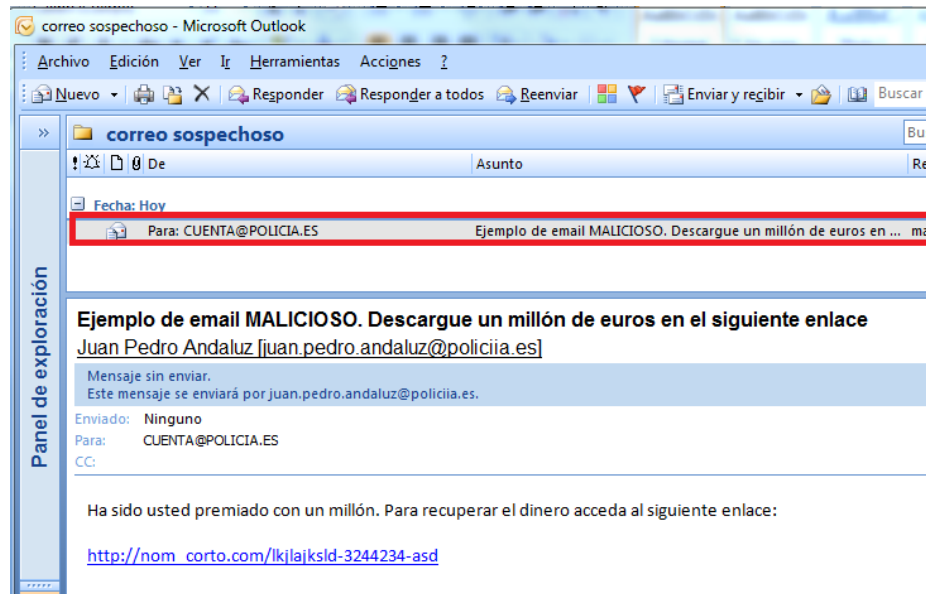 correo sospechoso - Microsoft Outlook
Archivo Edición Ver Ir Herramientas Acciones ?
Nuevo Responder Responder a todos Reenviar Enviar y recibir Buscar
» correo sospechoso Bu
! De Asunto Re
Fecha: Hoy
Para: CUENTA@POLICIA.ES Ejemplo de email MALICIOSO. Descargue un millón de euros en ... ma
Panel de exploración
Ejemplo de email MALICIOSO. Descargue un millón de euros en el siguiente enlace
Juan Pedro Andaluz [juan.pedro.andaluz@policiia.es]
Mensaje sin enviar.
Este mensaje se enviará por juan.pedro.andaluz@policiia.es.
Enviado: Ninguno
Para: CUENTA@POLICIA.ES
CC:
Ha sido usted premiado con un millón. Para recuperar el dinero acceda al siguiente enlace:
http://nom_corto.com/lkjlajksld-3244234-asd